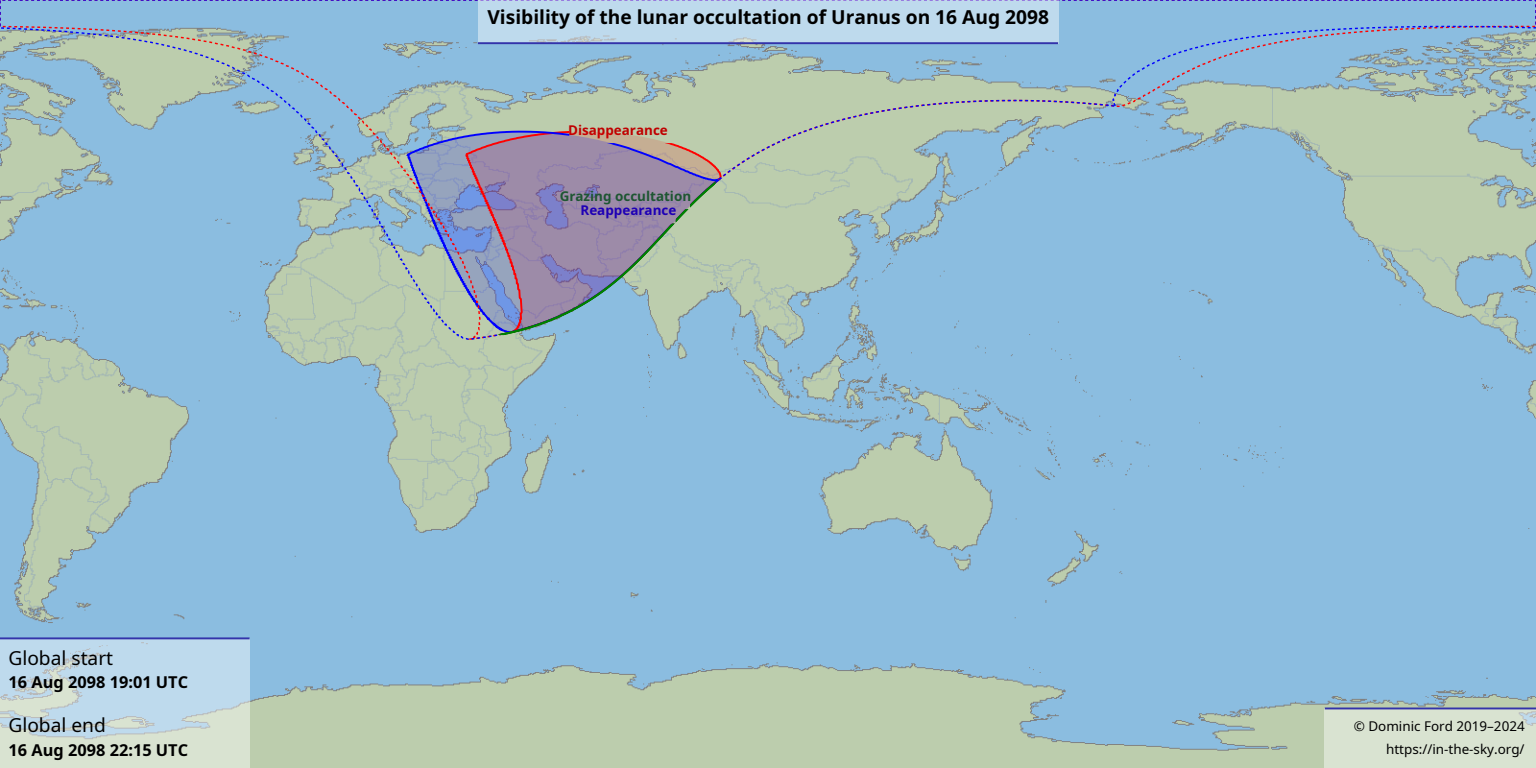 Visibility of the lunar occultation of Uranus on 16 Aug 2098
Disappearance
Grazing occultation
Reappearance
Global start
16 Aug 2098 19:01 UTC
Global end
16 Aug 2098 22:15 UTC
© Dominic Ford 2019–2024
https://in-the-sky.org/